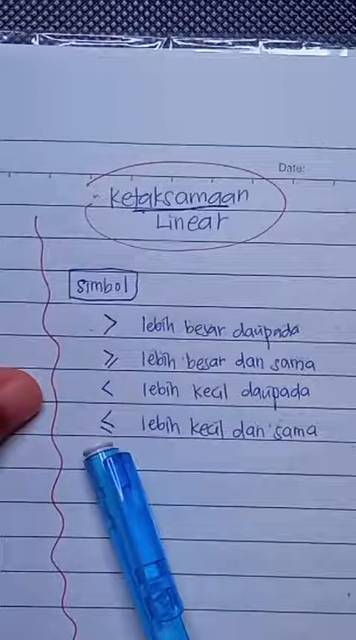 Date:
Ketaksamaan
Linear
Simbol
> lebih besar daripada
≥ lebih besar dan sama
< lebih kecil daripada
≤ lebih kecil dan sama